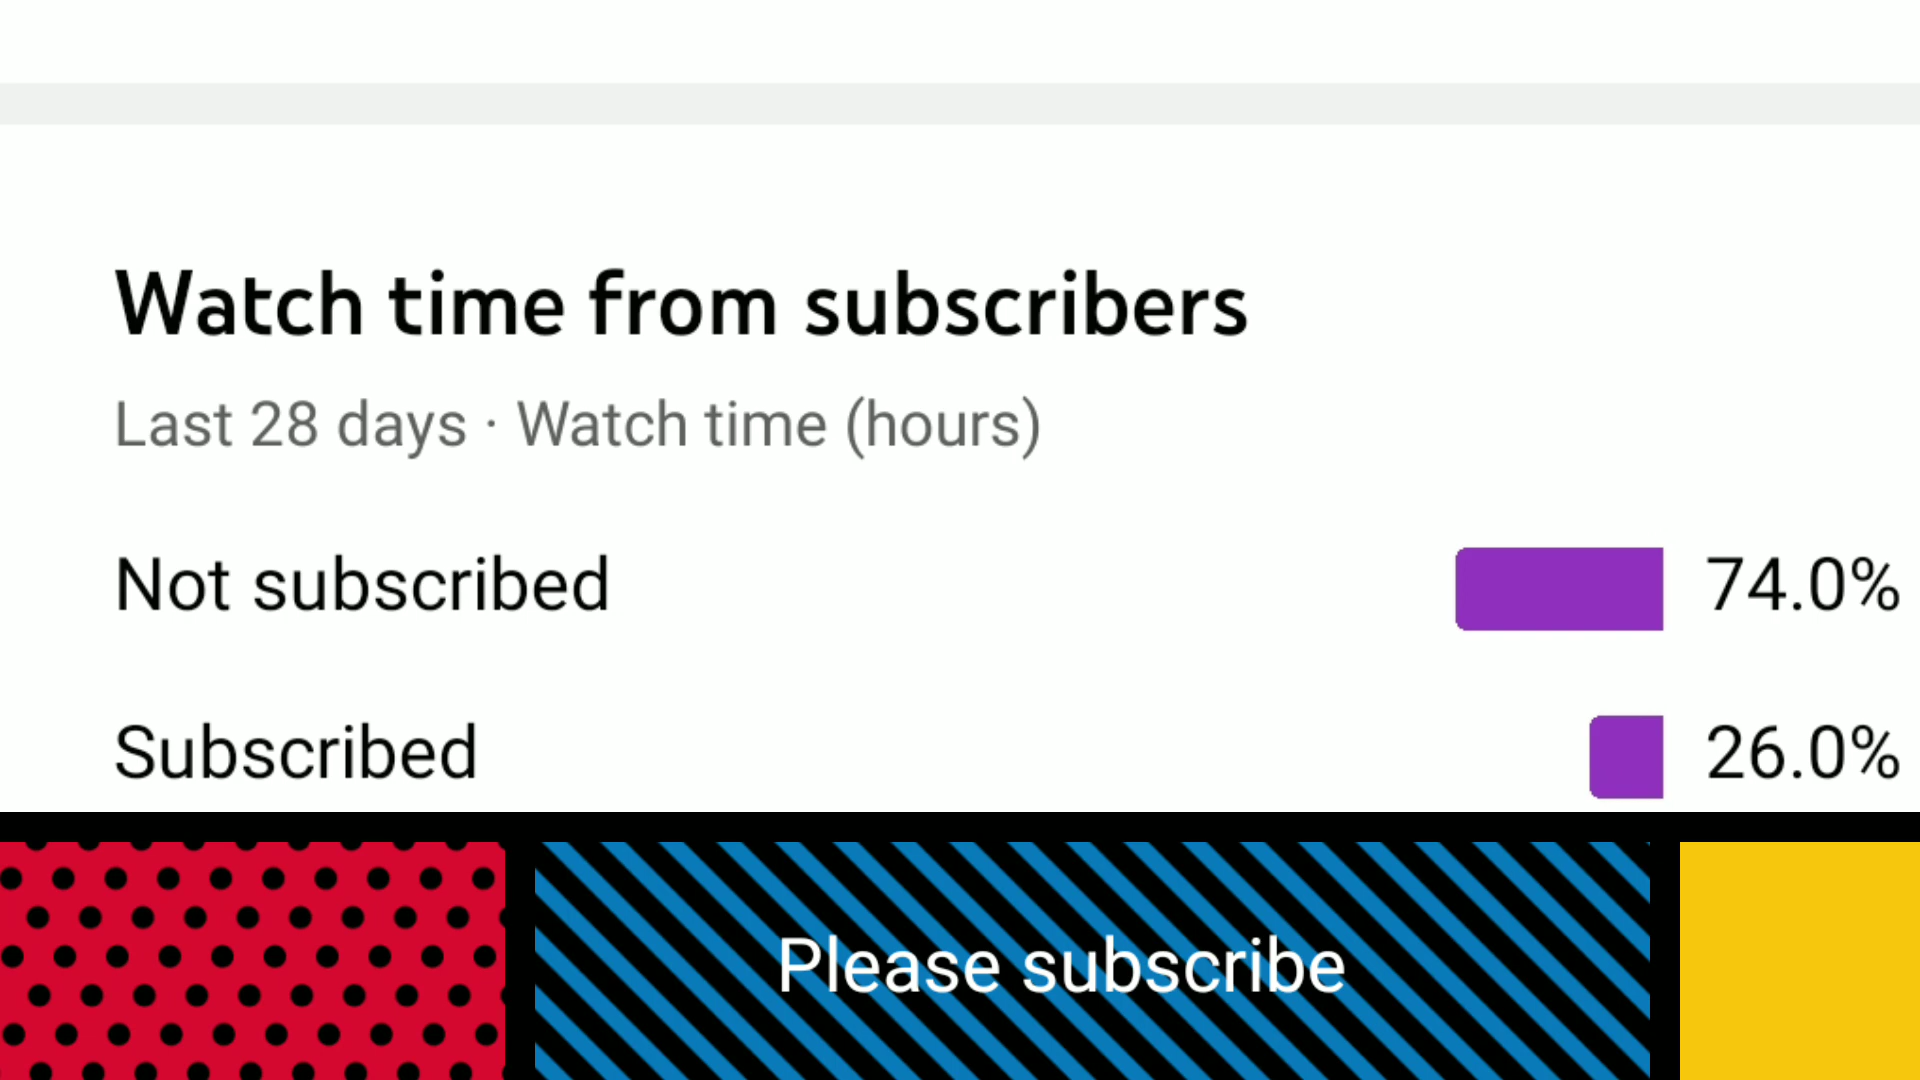 Watch time from subscribers
Last 28 days · Watch time (hours)
Not subscribed 74.0%
Subscribed 26.0%
Please subscribe